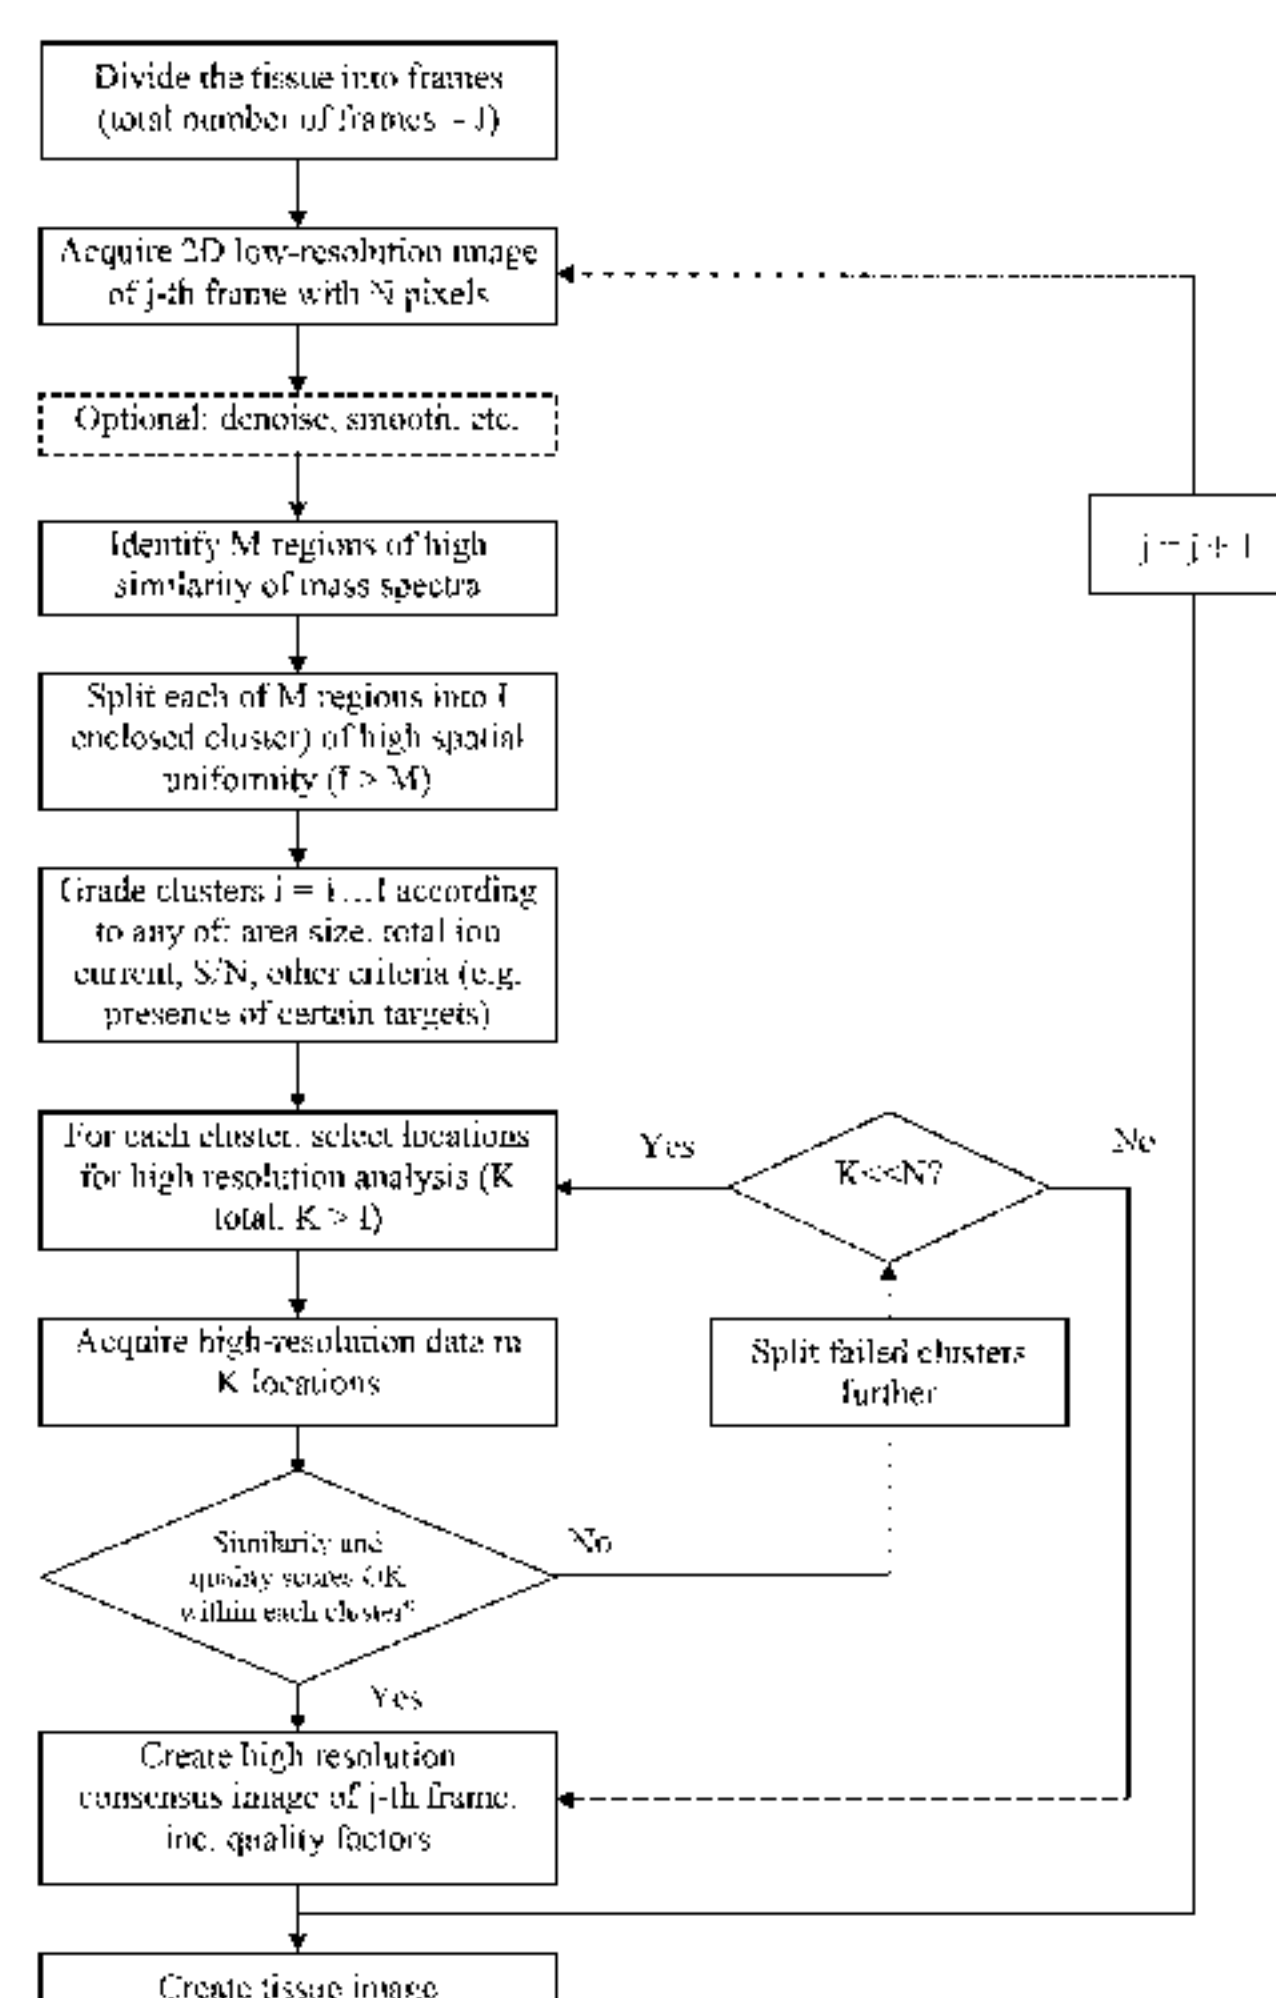 Divide the tissue into frames
(total number of frames - J)
Acquire 2D low-resolution image
of j-th frame with N pixels
Optional: denoise, smooth, etc.
Identify M regions of high
similarity of mass spectra
j = j + 1
Split each of M regions into I
enclosed cluster) of high spatial
uniformity (I > M)
Grade clusters i = 1...I according
to any of: area size, total ion
current, S/N, other criteria (e.g.
presence of certain targets)
For each cluster, select locations
for high resolution analysis (K
total, K > I)
Yes
K<<N?
No
Acquire high-resolution data in
K locations
Split failed clusters
further
Similarity and
quality scores OK
within each cluster?
No
Yes
Create high resolution
consensus image of j-th frame,
inc. quality factors
Create tissue image